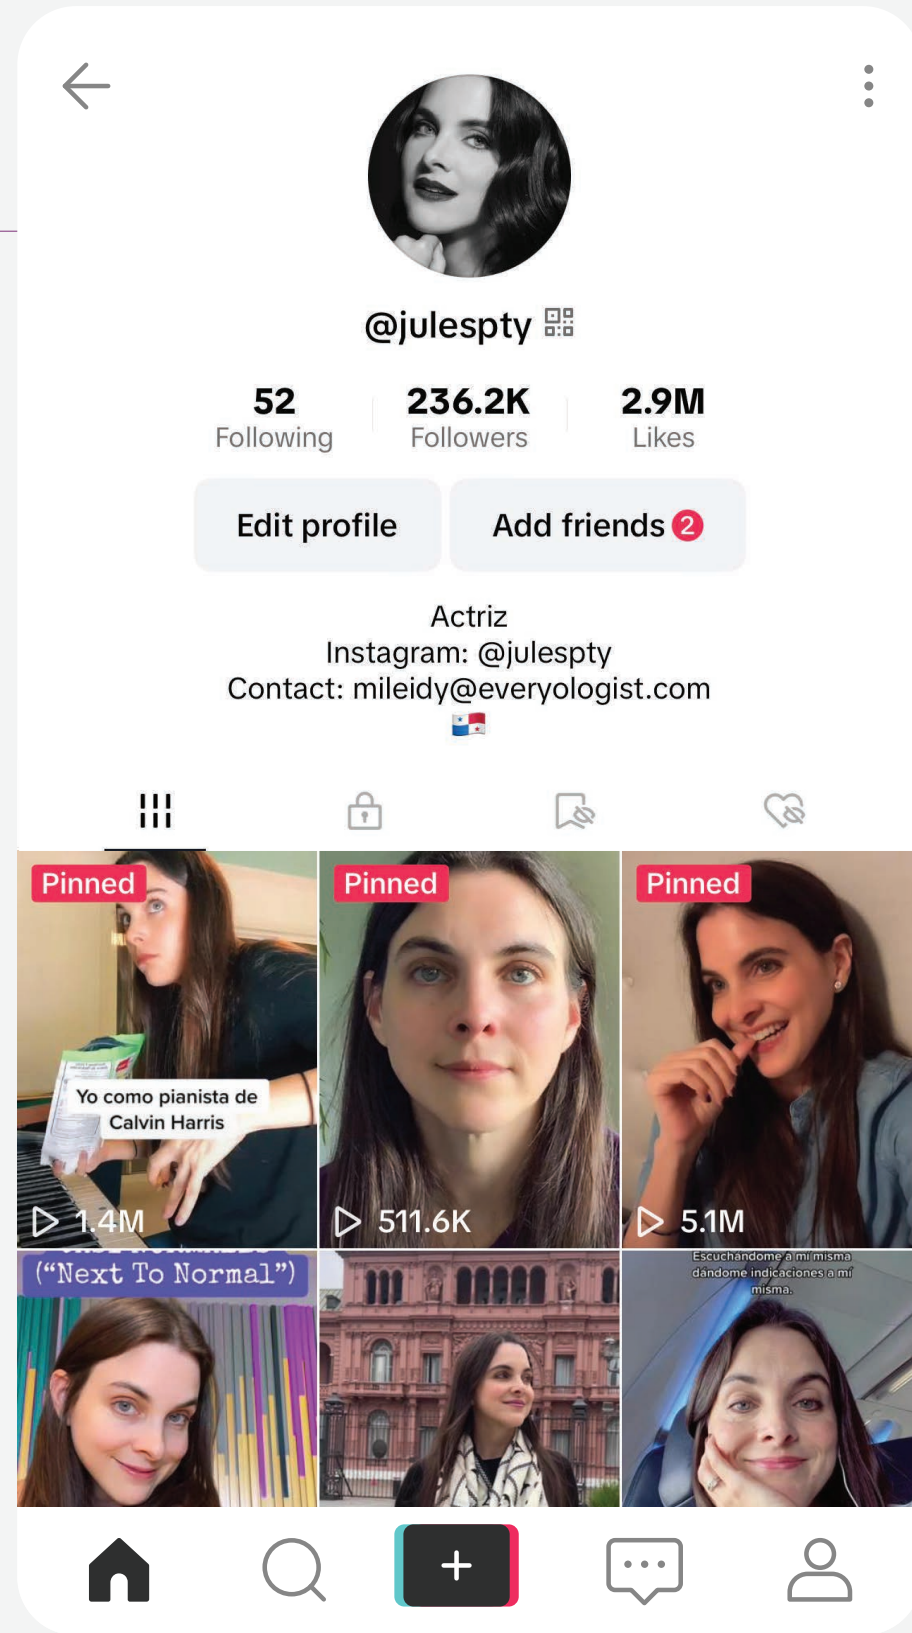 @julespty
52 236.2K 2.9M
Following Followers Likes
Edit profile Add friends 2
Actriz
Instagram: @julespty
Contact: mileidy@everyologist.com
Pinned Pinned Pinned
Yo como pianista de
Calvin Harris
1.4M 511.6K 5.1M
("Next To Normal")
Escuchándome a mí misma
dándome indicaciones a mí
misma.